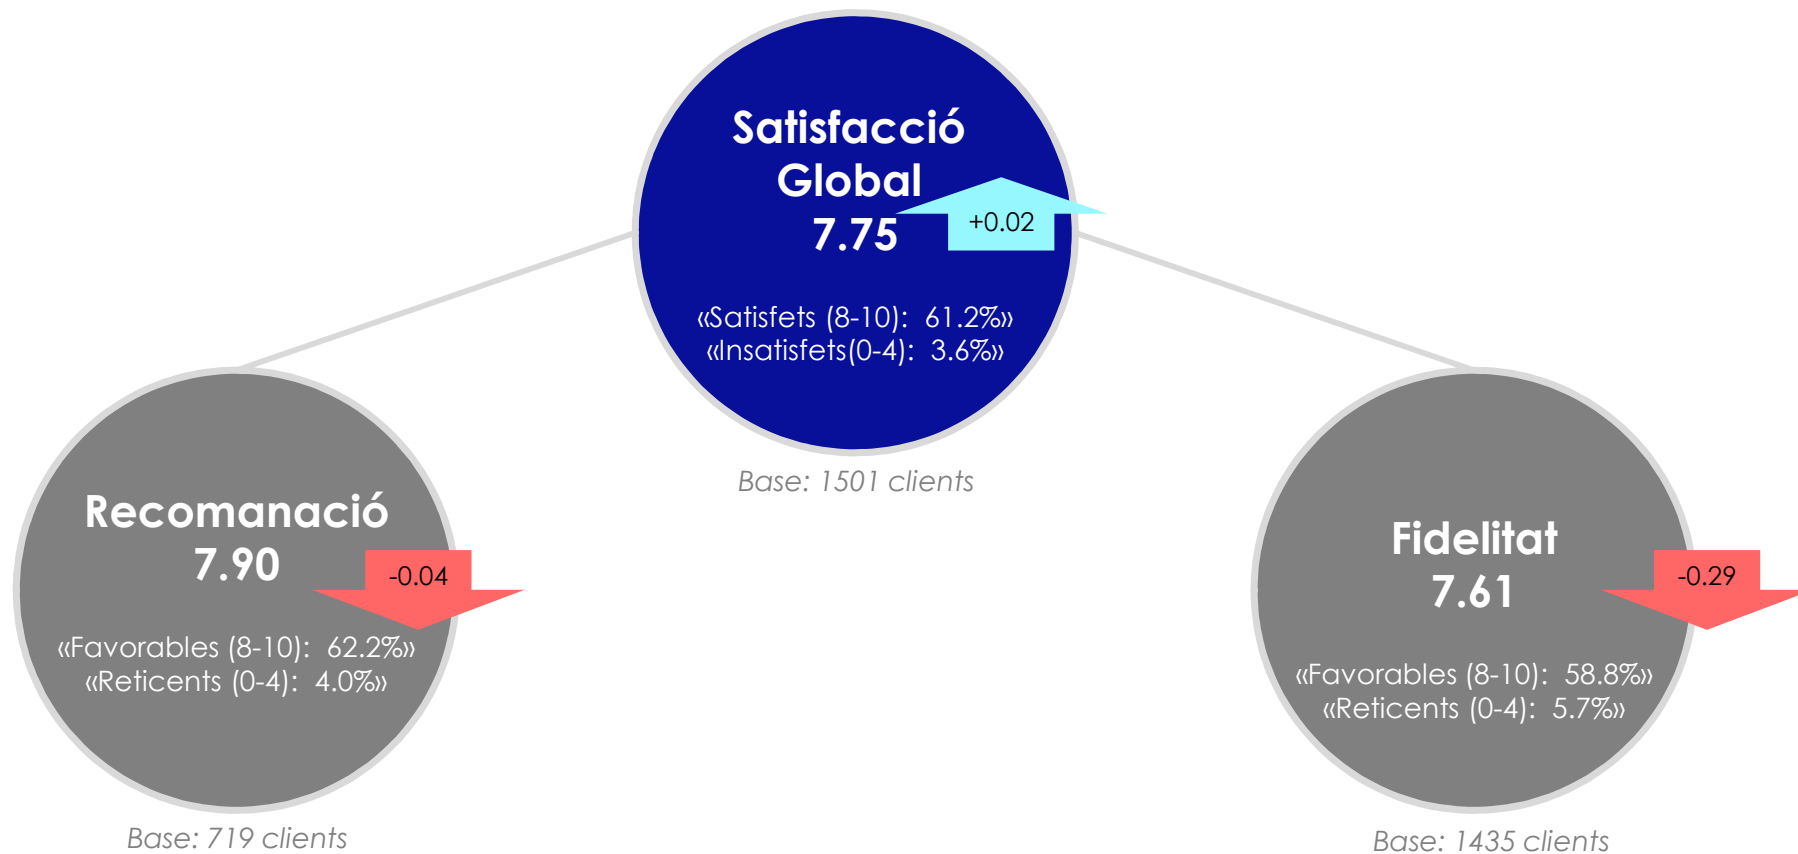 Satisfacció
Global
7.75
+0.02
«Satisfets (8-10):  61.2%»
«Insatisfets(0-4):  3.6%»
Base: 1501 clients
Recomanació
7.90
-0.04
«Favorables (8-10):  62.2%»
«Reticents (0-4):  4.0%»
Base: 719 clients
Fidelitat
7.61
-0.29
«Favorables (8-10):  58.8%»
«Reticents (0-4):  5.7%»
Base: 1435 clients